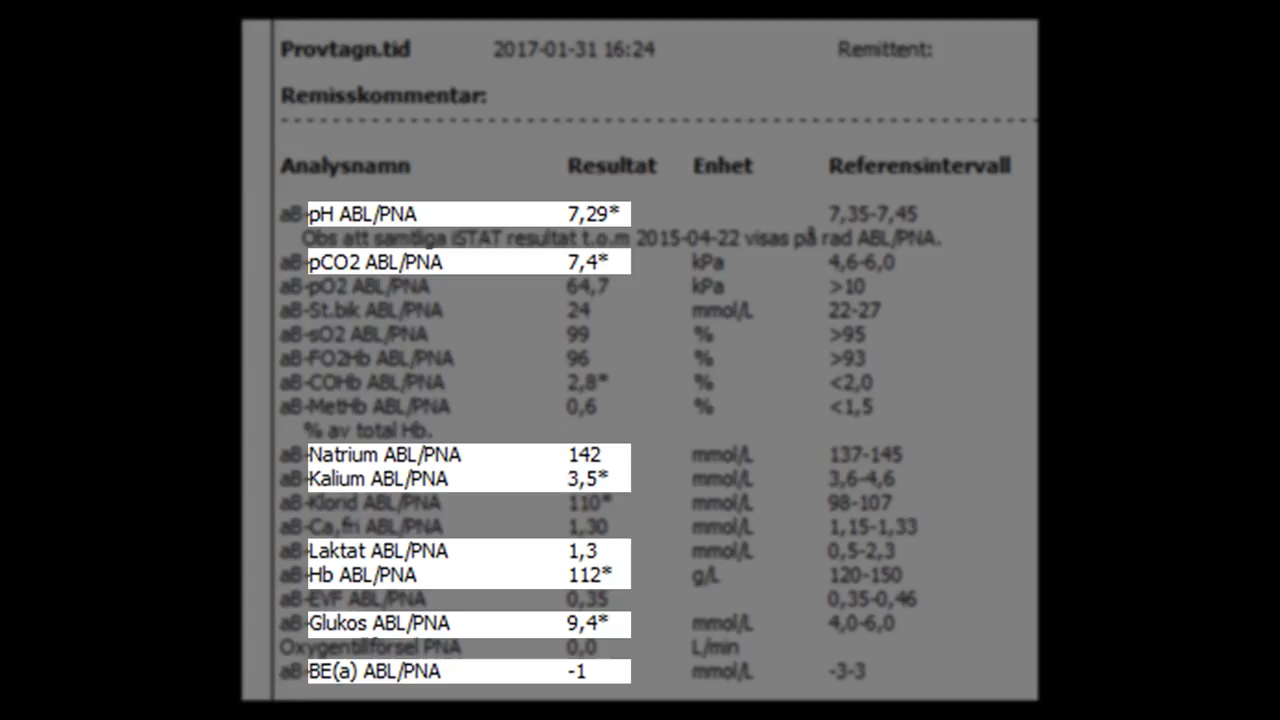 Provtagn.tid 2017-01-31 16:24 Remittent:
Remisskommentar:
Analysnamn Resultat Enhet Referensintervall
aB-pH ABL/PNA 7,29* 7,35-7,45
Obs att samtliga iSTAT resultat t.o.m 2015-04-22 visas på rad ABL/PNA.
aB-pCO2 ABL/PNA 7,4* kPa 4,6-6,0
aB-pO2 ABL/PNA 64,7 kPa >10
aB-St.bik ABL/PNA 24 mmol/L 22-27
aB-sO2 ABL/PNA 99 % >95
aB-FO2Hb ABL/PNA 96 % >93
aB-COHb ABL/PNA 2,8* % <2,0
aB-MetHb ABL/PNA 0,6 % <1,5
% av total Hb.
aB-Natrium ABL/PNA 142 mmol/L 137-145
aB-Kalium ABL/PNA 3,5* mmol/L 3,6-4,6
aB-Klorid ABL/PNA 110* mmol/L 98-107
aB-Ca,fri ABL/PNA 1,30 mmol/L 1,15-1,33
aB-Laktat ABL/PNA 1,3 mmol/L 0,5-2,3
aB-Hb ABL/PNA 112* g/L 120-150
aB-EVF ABL/PNA 0,35 0,35-0,46
aB-Glukos ABL/PNA 9,4* mmol/L 4,0-6,0
Oxygentillförsel PNA 0,0 L/min
aB-BE(a) ABL/PNA -1 mmol/L -3-3